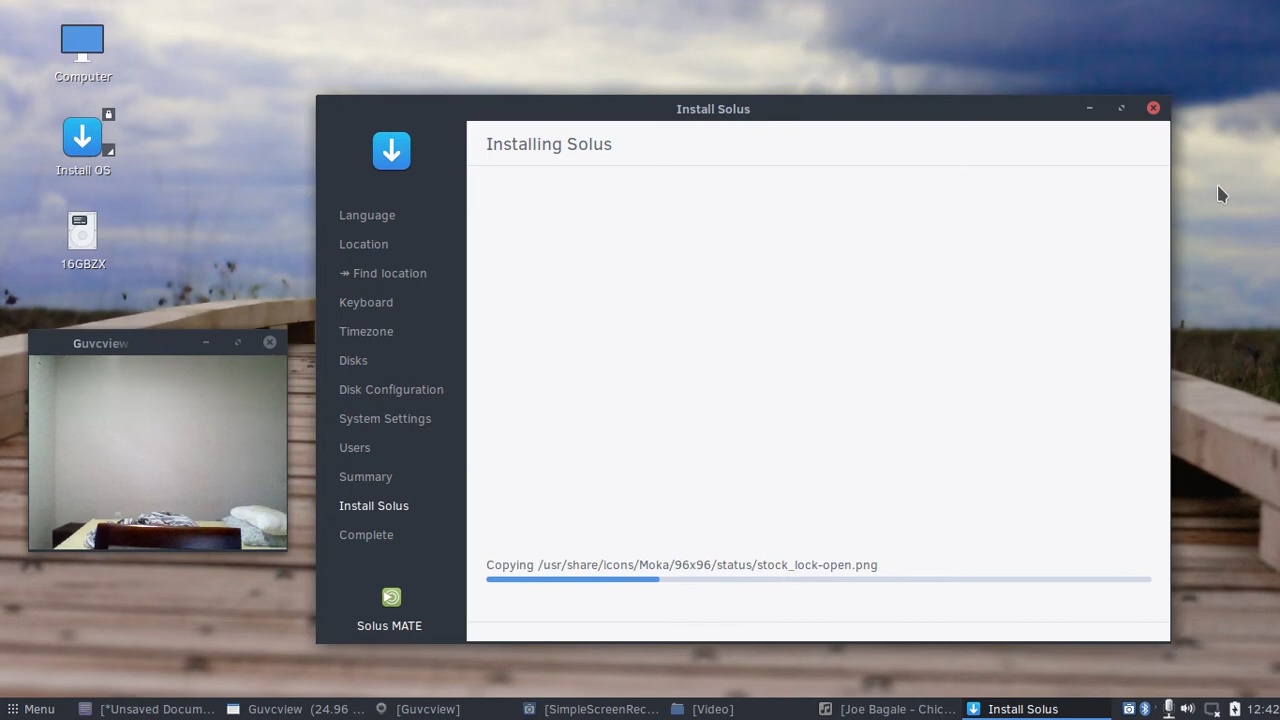 Computer
Install OS
16GBZX
Guvcview
Install Solus
Installing Solus
Language
Location
↠ Find location
Keyboard
Timezone
Disks
Disk Configuration
System Settings
Users
Summary
Install Solus
Complete
Solus MATE
Copying /usr/share/icons/Moka/96x96/status/stock_lock-open.png
Menu
[*Unsaved Docum...
Guvcview (24.96 ...
[Guvcview]
[SimpleScreenRec...
[Video]
[Joe Bagale - Chic...
Install Solus
12:42